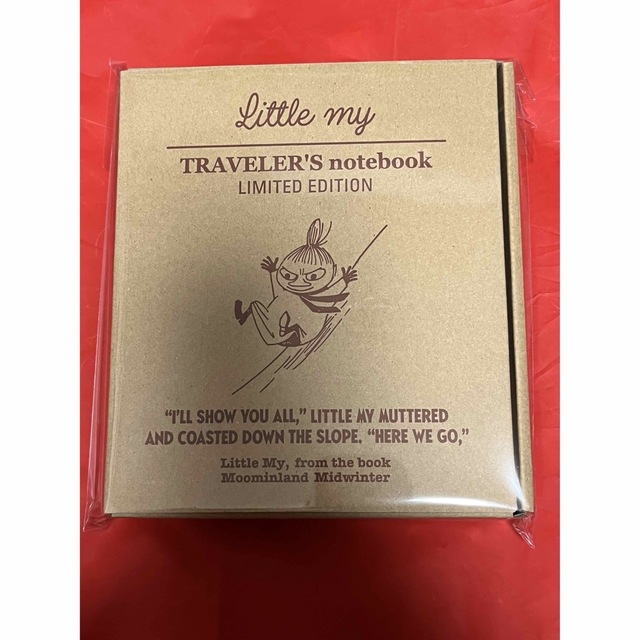 Little my
TRAVELER'S notebook
LIMITED EDITION
“I'LL SHOW YOU ALL,” LITTLE MY MUTTERED
AND COASTED DOWN THE SLOPE. “HERE WE GO,”
Little My, from the book
Moominland Midwinter